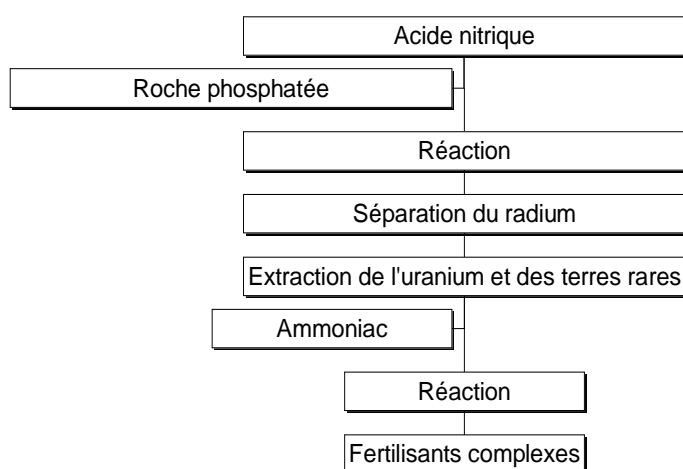 Acide nitrique
Roche phosphatée
Réaction
Séparation du radium
Extraction de l'uranium et des terres rares
Ammoniac
Réaction
Fertilisants complexes